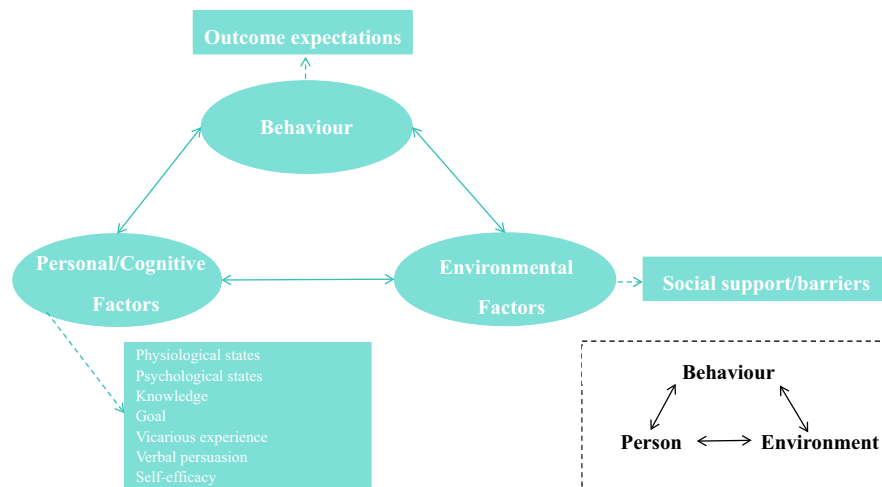 Outcome expectations
Behaviour
Personal/Cognitive
Factors
Environmental
Factors
Social support/barriers
Physiological states
Psychological states
Knowledge
Goal
Vicarious experience
Verbal persuasion
Self-efficacy
Behaviour
Person
Environment